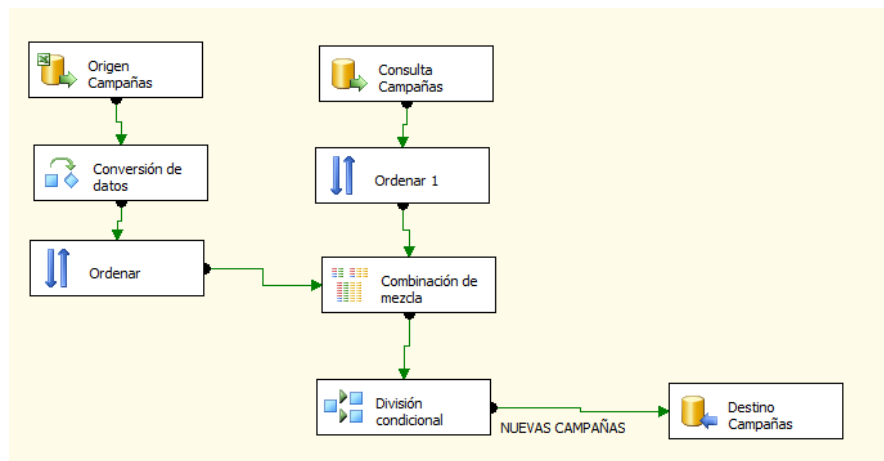 Origen
Campañas
Consulta
Campañas
Conversión de
datos
Ordenar 1
Ordenar
Combinación de
mezcla
División
condicional
NUEVAS CAMPAÑAS
Destino
Campañas